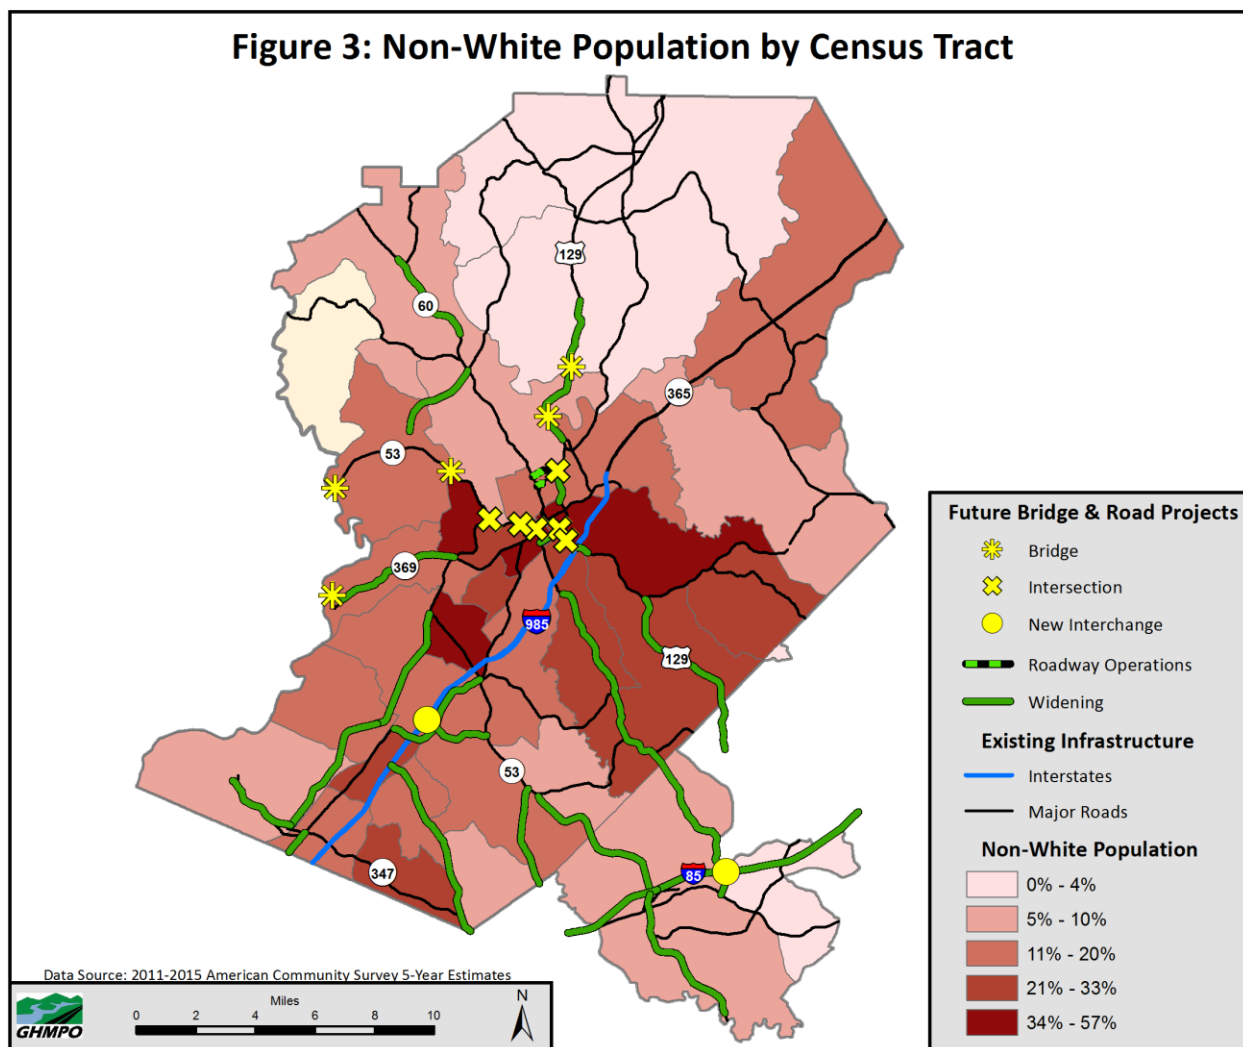 Figure 3: Non-White Population by Census Tract
129
60
365
53
369
985
129
53
347
85
Future Bridge & Road Projects
Bridge
Intersection
New Interchange
Roadway Operations
Widening
Existing Infrastructure
Interstates
Major Roads
Non-White Population
0% - 4%
5% - 10%
11% - 20%
21% - 33%
34% - 57%
Data Source: 2011-2015 American Community Survey 5-Year Estimates
GHMPO
Miles
0 2 4 6 8 10
N